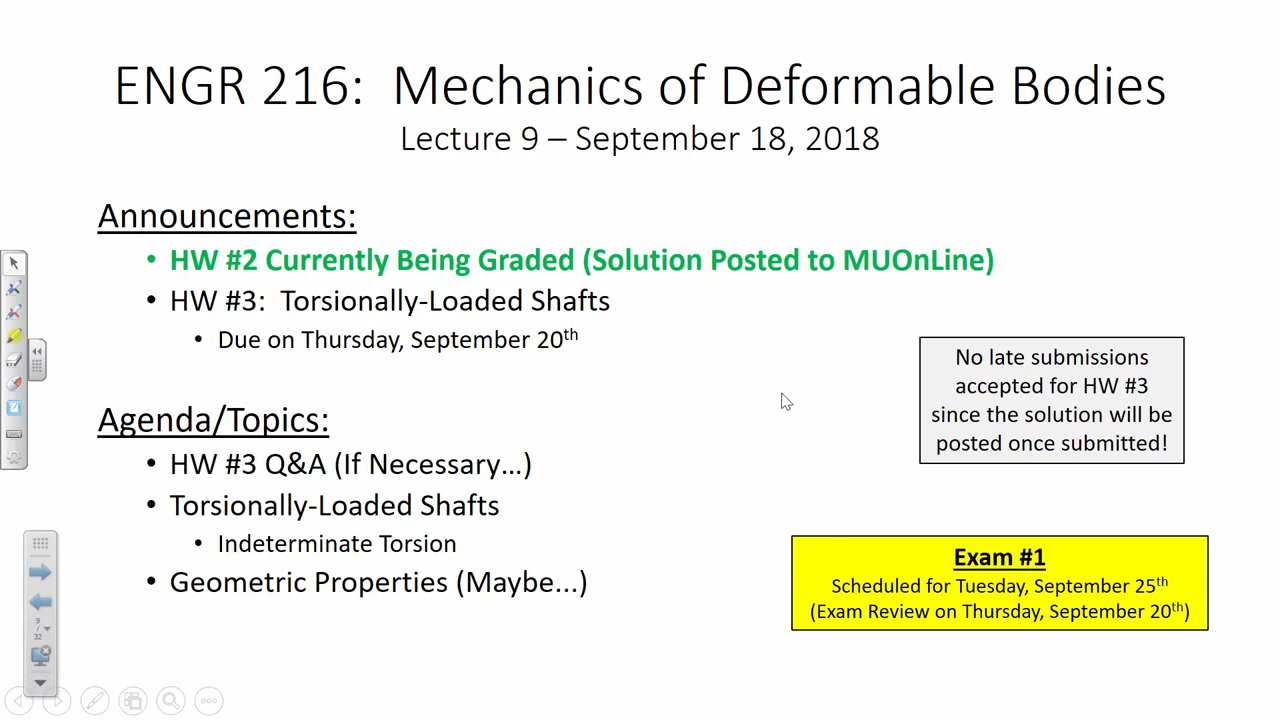 ENGR 216:  Mechanics of Deformable Bodies
Lecture 9 – September 18, 2018
Announcements:
• HW #2 Currently Being Graded (Solution Posted to MUOnLine)
• HW #3:  Torsionally-Loaded Shafts
• Due on Thursday, September 20th
No late submissions
accepted for HW #3
since the solution will be
posted once submitted!
Agenda/Topics:
• HW #3 Q&A (If Necessary…)
• Torsionally-Loaded Shafts
• Indeterminate Torsion
• Geometric Properties (Maybe...)
Exam #1
Scheduled for Tuesday, September 25th
(Exam Review on Thursday, September 20th)
9
/
32